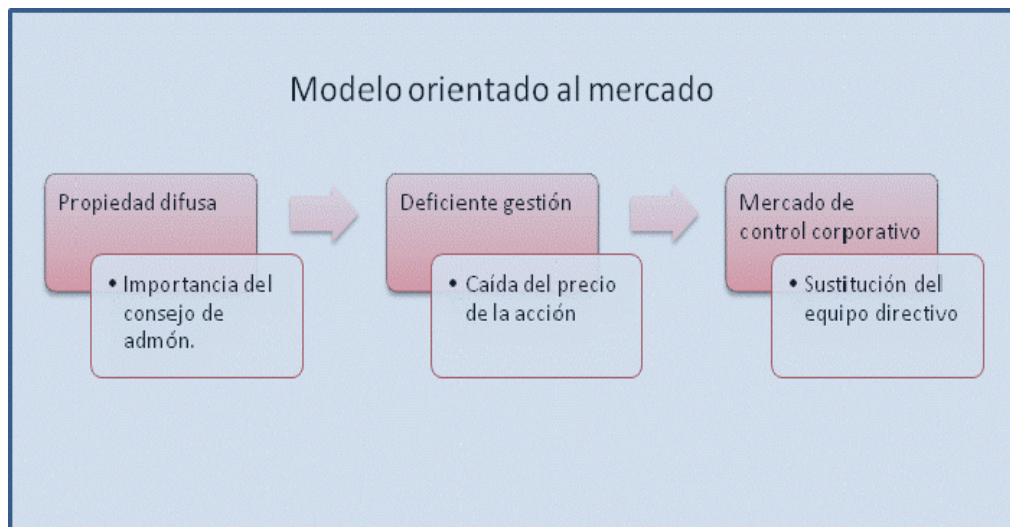 Modelo orientado al mercado
Propiedad difusa
• Importancia del
consejo de
admón.
Deficiente gestión
• Caída del precio
de la acción
Mercado de
control corporativo
• Sustitución del
equipo directivo